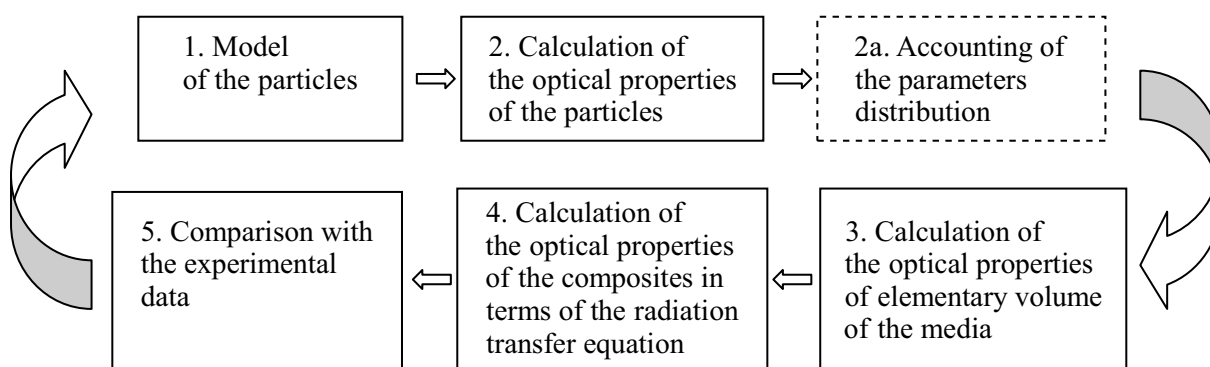 1. Model
of the particles
2. Calculation of
the optical properties
of the particles
2a. Accounting of
the parameters
distribution
3. Calculation of
the optical properties
of elementary volume
of the media
4. Calculation of
the optical properties
of the composites in
terms of the radiation
transfer equation
5. Comparison with
the experimental
data